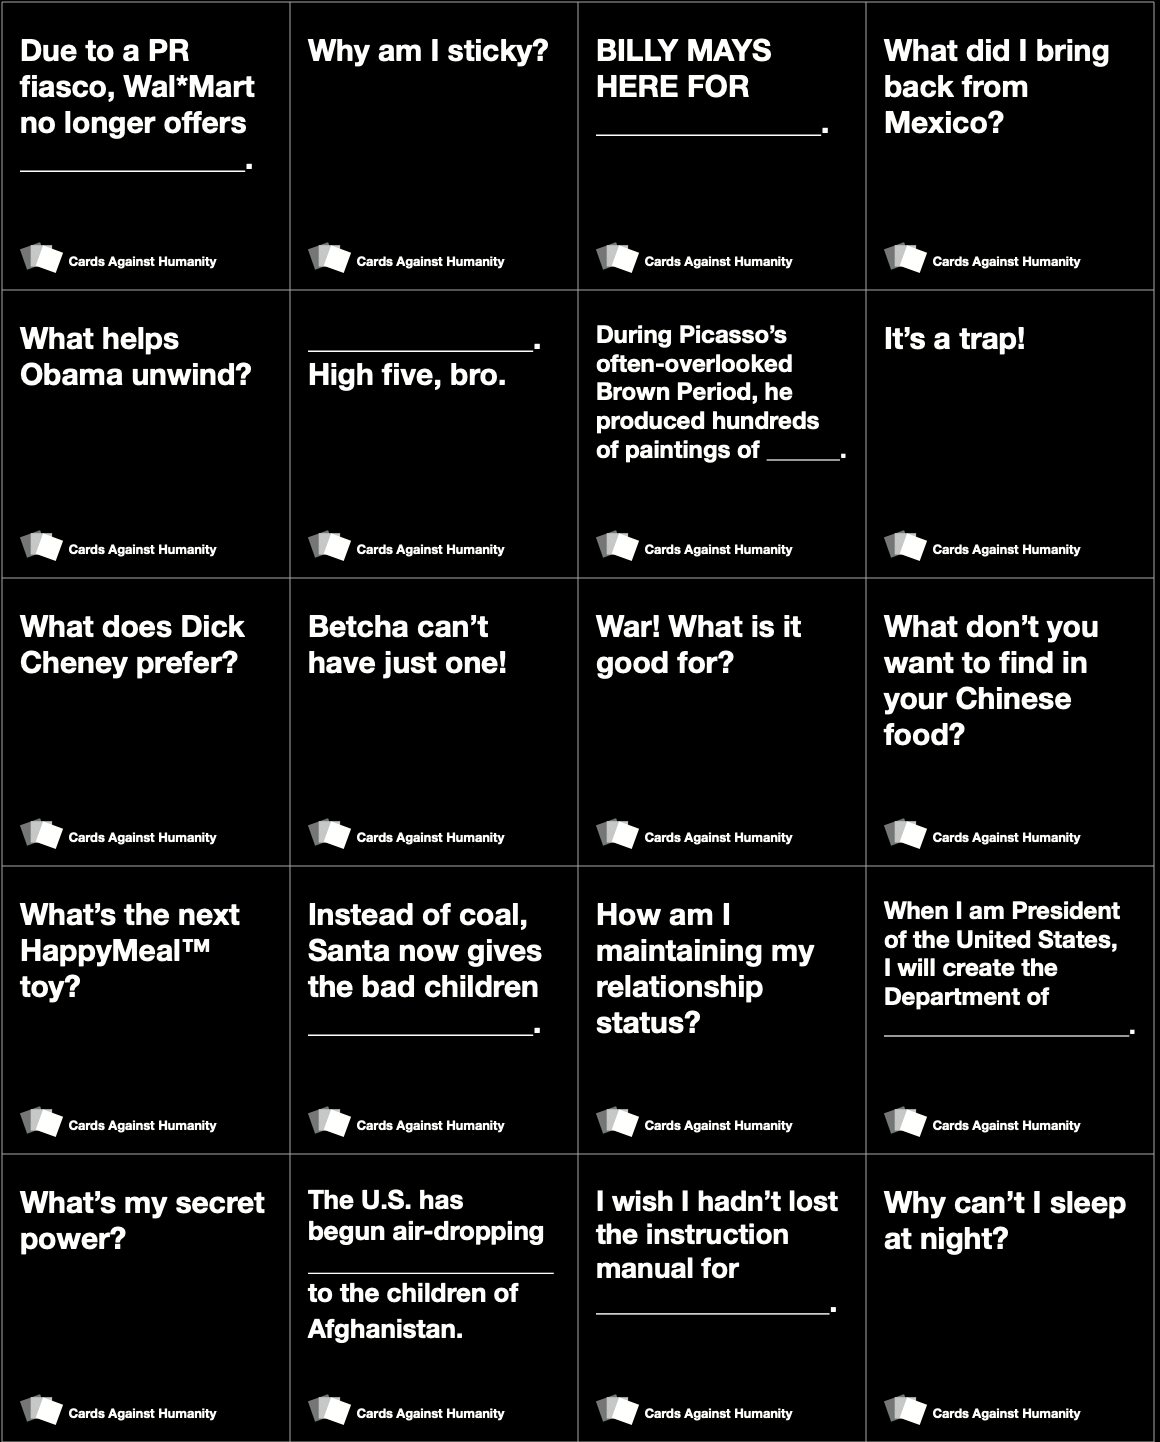 Due to a PR
fiasco, Wal*Mart
no longer offers
_______________.
Cards Against Humanity
Why am I sticky?
Cards Against Humanity
BILLY MAYS
HERE FOR
_______________.
Cards Against Humanity
What did I bring
back from
Mexico?
Cards Against Humanity
What helps
Obama unwind?
Cards Against Humanity
_______________.
High five, bro.
Cards Against Humanity
During Picasso’s
often-overlooked
Brown Period, he
produced hundreds
of paintings of ______.
Cards Against Humanity
It’s a trap!
Cards Against Humanity
What does Dick
Cheney prefer?
Cards Against Humanity
Betcha can’t
have just one!
Cards Against Humanity
War! What is it
good for?
Cards Against Humanity
What don’t you
want to find in
your Chinese
food?
Cards Against Humanity
What’s the next
HappyMeal™
toy?
Cards Against Humanity
Instead of coal,
Santa now gives
the bad children
_______________.
Cards Against Humanity
How am I
maintaining my
relationship
status?
Cards Against Humanity
When I am President
of the United States,
I will create the
Department of
____________________.
Cards Against Humanity
What’s my secret
power?
Cards Against Humanity
The U.S. has
begun air-dropping
__________________
to the children of
Afghanistan.
Cards Against Humanity
I wish I hadn’t lost
the instruction
manual for
_________________.
Cards Against Humanity
Why can’t I sleep
at night?
Cards Against Humanity